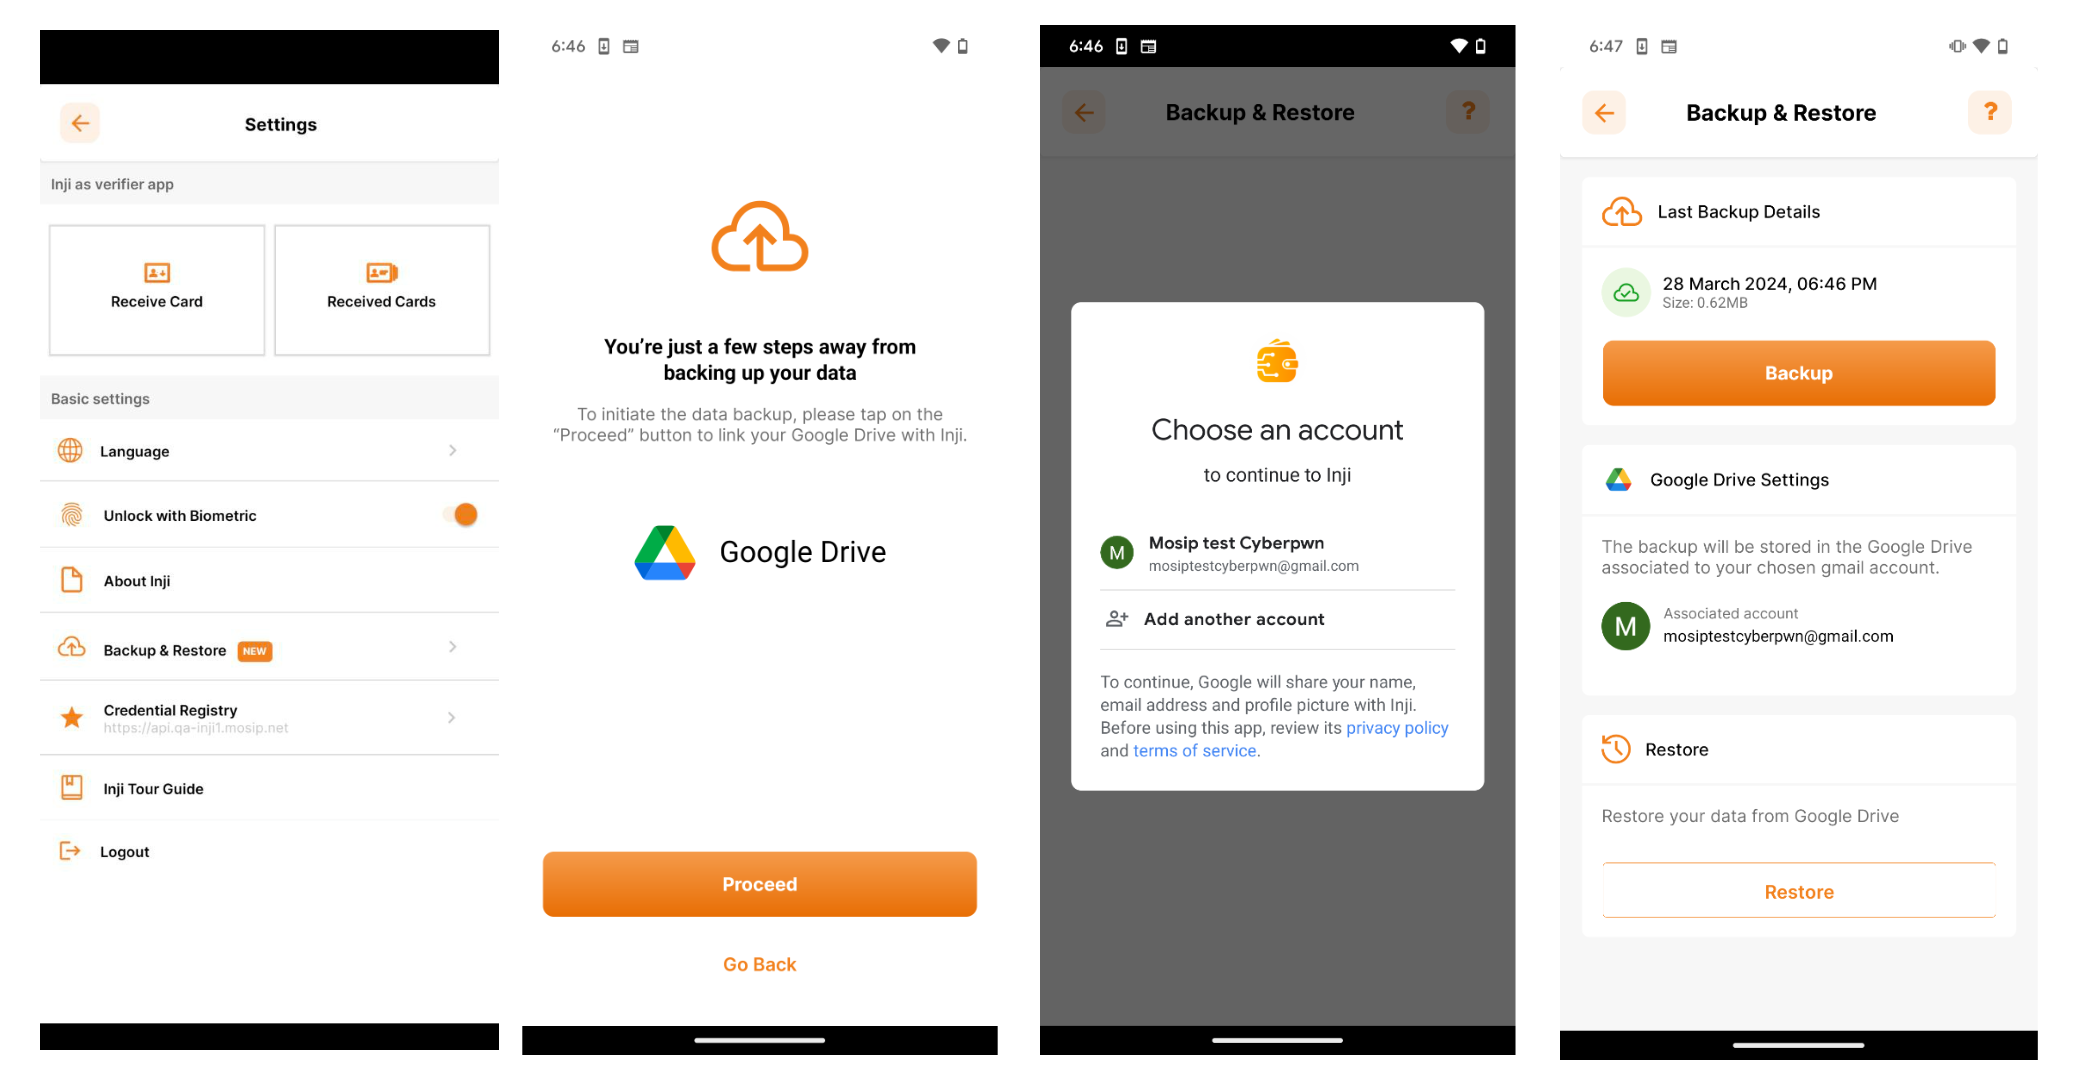 Settings
Inji as verifier app
Receive Card
Received Cards
Basic settings
Language
Unlock with Biometric
About Inji
Backup & Restore NEW
Credential Registry
https://api.qa-inji1.mosip.net
Inji Tour Guide
Logout
6:46
You're just a few steps away from
backing up your data
To initiate the data backup, please tap on the
“Proceed” button to link your Google Drive with Inji.
Google Drive
Proceed
Go Back
6:46
Backup & Restore ?
Choose an account
to continue to Inji
M
Mosip test Cyberpwn
mosiptestcyberpwn@gmail.com
Add another account
To continue, Google will share your name,
email address and profile picture with Inji.
Before using this app, review its privacy policy
and terms of service.
6:47
Backup & Restore ?
Last Backup Details
28 March 2024, 06:46 PM
Size: 0.62MB
Backup
Google Drive Settings
The backup will be stored in the Google Drive
associated to your chosen gmail account.
M
Associated account
mosiptestcyberpwn@gmail.com
Restore
Restore your data from Google Drive
Restore